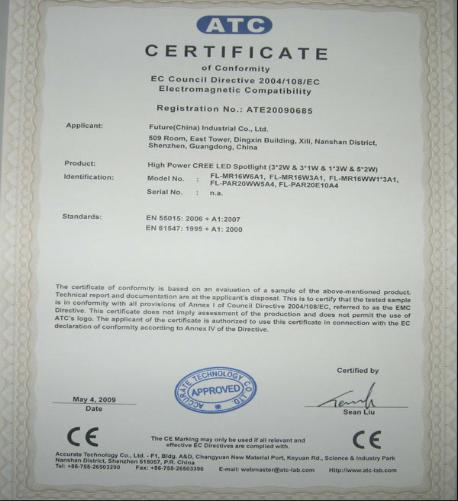 ATC
CERTIFICATE
of Conformity
EC Council Directive 2004/108/EC
Electromagnetic Compatibility
Registration No.: ATE20090685
Applicant: Future(China) Industrial Co., Ltd.
509 Room, East Tower, Dingxin Building, Xili, Nanshan District,
Shenzhen, Guangdong, China
Product: High Power CREE LED Spotlight (3*2W & 3*1W & 1*3W & 5*2W)
Identification: Model No. : FL-MR16W6A1, FL-MR16W3A1, FL-MR16WW1*3A1,
FL-PAR20WW5A4, FL-PAR20E10A4
Serial No. : n.a.
Standards: EN 55015: 2006 + A1:2007
EN 61547: 1995 + A1: 2000
The certificate of conformity is based on an evaluation of a sample of the above-mentioned product.
Technical report and documentation are at the applicant's disposal. This is to certify that the tested sample
is in conformity with all provisions of Annex I of Council Directive 2004/108/EC, referred to as the EMC
Directive. This certificate does not imply assessment of the production and does not permit the use of
ATC's logo. The applicant of the certificate is authorized to use this certificate in connection with the EC
declaration of conformity according to Annex IV of the Directive.
Certified by
ACCURATE TECHNOLOGY CO. LTD.
APPROVED
ATC
May 4, 2009
Date
Sean Liu
CE
The CE Marking may only be used if all relevant and
effective EC Directives are complied with.
CE
Accurate Technology Co., Ltd. - F1, Bldg. A&D, Changyuan New Material Port, Keyuan Rd., Science & Industry Park
Nanshan District, Shenzhen 518057, P.R. China
Tel: +86-755-26503290 Fax: +86-755-26503396 E-mail: webmaster@atc-lab.com Http://www.atc-lab.com